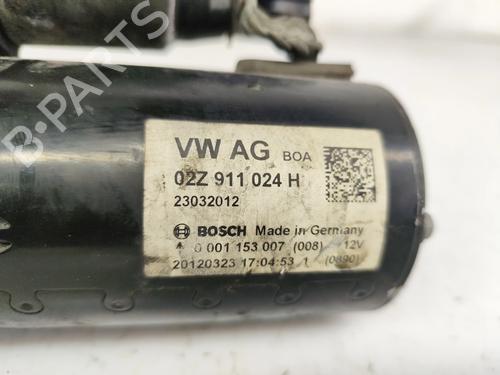 B-PARTS
VW AG BOA
02Z 911 024 H
23032012
BOSCH Made in Germany
0 001 153 007 (008) 12V
20120323 17:04:53 1 (0890)